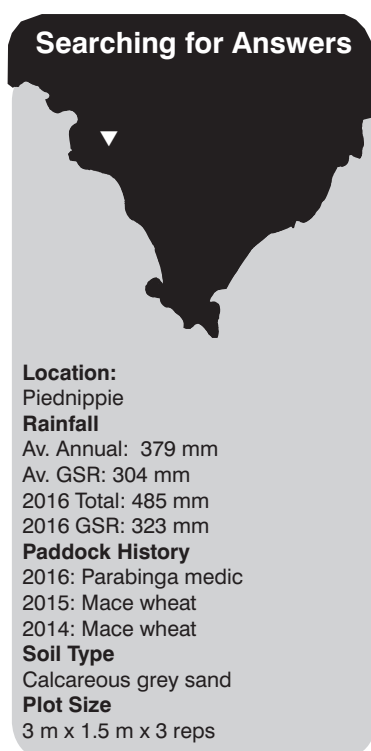 Searching for Answers
Location:
Piednippie
Rainfall
Av. Annual: 379 mm
Av. GSR: 304 mm
2016 Total: 485 mm
2016 GSR: 323 mm
Paddock History
2016: Parabinga medic
2015: Mace wheat
2014: Mace wheat
Soil Type
Calcareous grey sand
Plot Size
3 m x 1.5 m x 3 reps